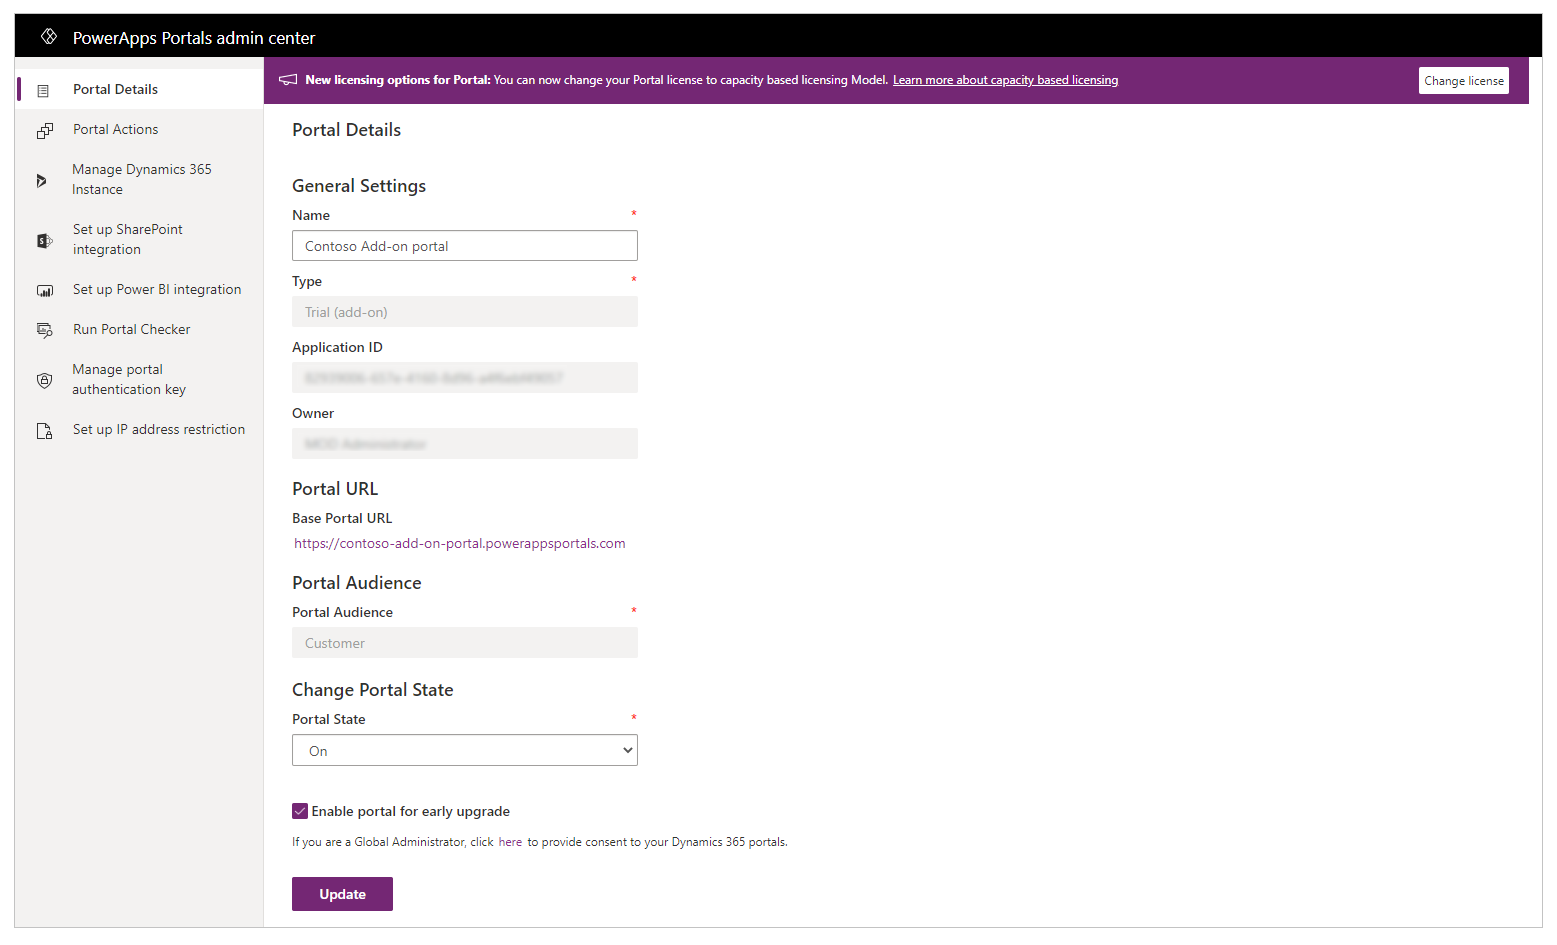 PowerApps Portals admin center
New licensing options for Portal: You can now change your Portal license to capacity based licensing Model. Learn more about capacity based licensing
Change license
Portal Details
Portal Actions
Manage Dynamics 365
Instance
Set up SharePoint
integration
Set up Power BI integration
Run Portal Checker
Manage portal
authentication key
Set up IP address restriction
Portal Details
General Settings
Name *
Contoso Add-on portal
Type *
Trial (add-on)
Application ID
Owner
MOD Administrator
Portal URL
Base Portal URL
https://contoso-add-on-portal.powerappsportals.com
Portal Audience
Portal Audience *
Customer
Change Portal State
Portal State *
On
Enable portal for early upgrade
If you are a Global Administrator, click here to provide consent to your Dynamics 365 portals.
Update